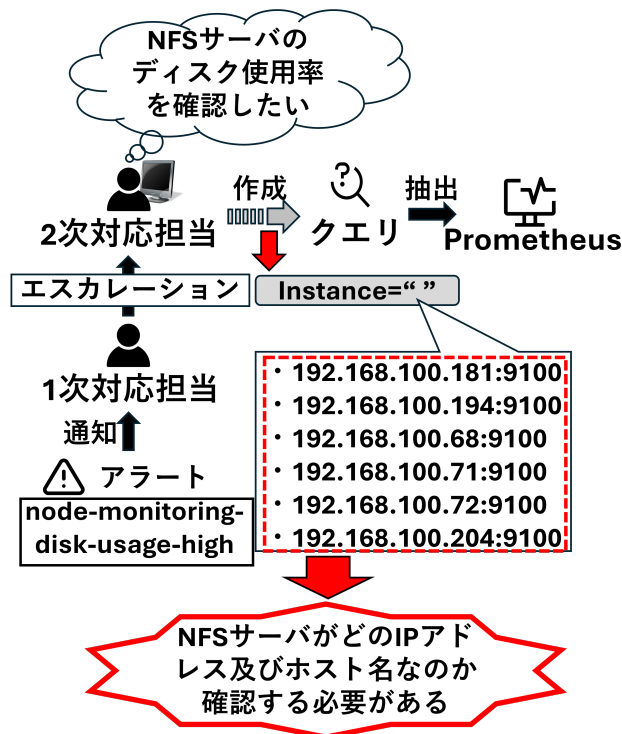 NFSサーバの
ディスク使用率
を確認したい
作成
抽出
2次対応担当
クエリ
Prometheus
エスカレーション
Instance=“ ”
1次対応担当
通知
アラート
node-monitoring-
disk-usage-high
・192.168.100.181:9100
・192.168.100.194:9100
・192.168.100.68:9100
・192.168.100.71:9100
・192.168.100.72:9100
・192.168.100.204:9100
NFSサーバがどのIPアド
レス及びホスト名なのか
確認する必要がある